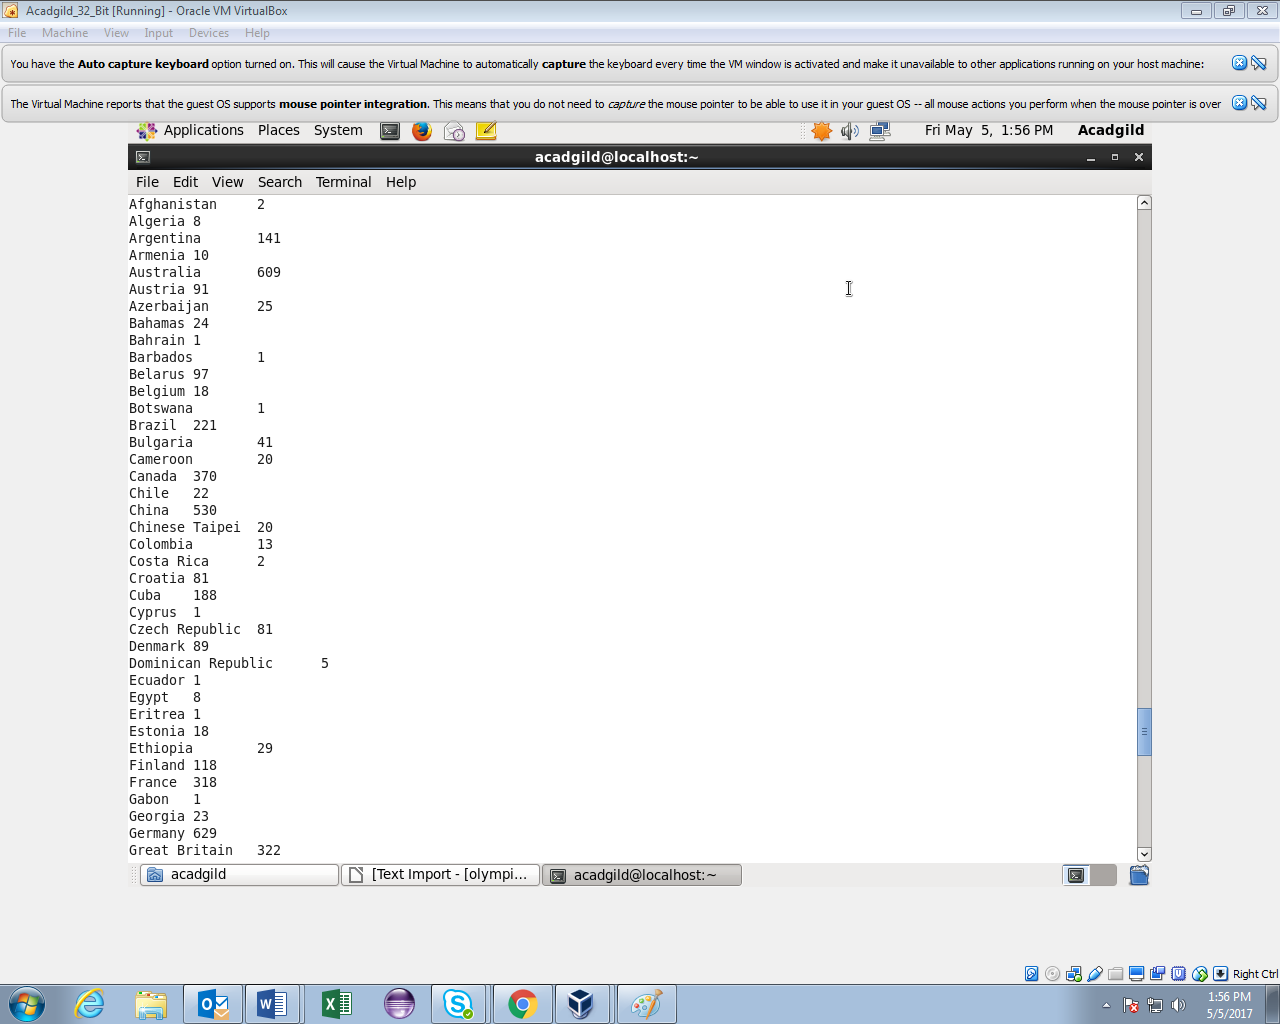 Acadgild_32_Bit [Running] - Oracle VM VirtualBox
File Machine View Input Devices Help
You have the Auto capture keyboard option turned on. This will cause the Virtual Machine to automatically capture the keyboard every time the VM window is activated and make it unavailable to other applications running on your host machine:
The Virtual Machine reports that the guest OS supports mouse pointer integration. This means that you do not need to capture the mouse pointer to be able to use it in your guest OS -- all mouse actions you perform when the mouse pointer is over
Applications Places System Fri May 5, 1:56 PM Acadgild
acadgild@localhost:~
File Edit View Search Terminal Help
Afghanistan 2
Algeria 8
Argentina 141
Armenia 10
Australia 609
Austria 91
Azerbaijan 25
Bahamas 24
Bahrain 1
Barbados 1
Belarus 97
Belgium 18
Botswana 1
Brazil 221
Bulgaria 41
Cameroon 20
Canada 370
Chile 22
China 530
Chinese Taipei 20
Colombia 13
Costa Rica 2
Croatia 81
Cuba 188
Cyprus 1
Czech Republic 81
Denmark 89
Dominican Republic 5
Ecuador 1
Egypt 8
Eritrea 1
Estonia 18
Ethiopia 29
Finland 118
France 318
Gabon 1
Georgia 23
Germany 629
Great Britain 322
acadgild [Text Import - [olympi... acadgild@localhost:~
Right Ctrl
1:56 PM
5/5/2017